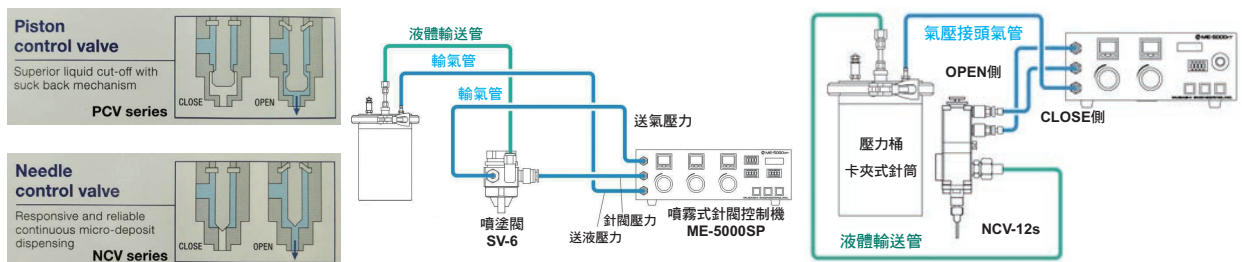 Piston
control valve
Superior liquid cut-off with
suck back mechanism
PCV series
CLOSE
OPEN
Needle
control valve
Responsive and reliable
continuous micro-deposit
dispensing
NCV series
CLOSE
OPEN
液體輸送管
輸氣管
輸氣管
送氣壓力
ME-5000SP
針閥壓力
送液壓力
噴塗閥
SV-6
噴霧式針閥控制機
ME-5000SP
氣壓接頭氣管
OPEN側
CLOSE側
壓力桶
卡夾式針筒
NCV-12s
液體輸送管